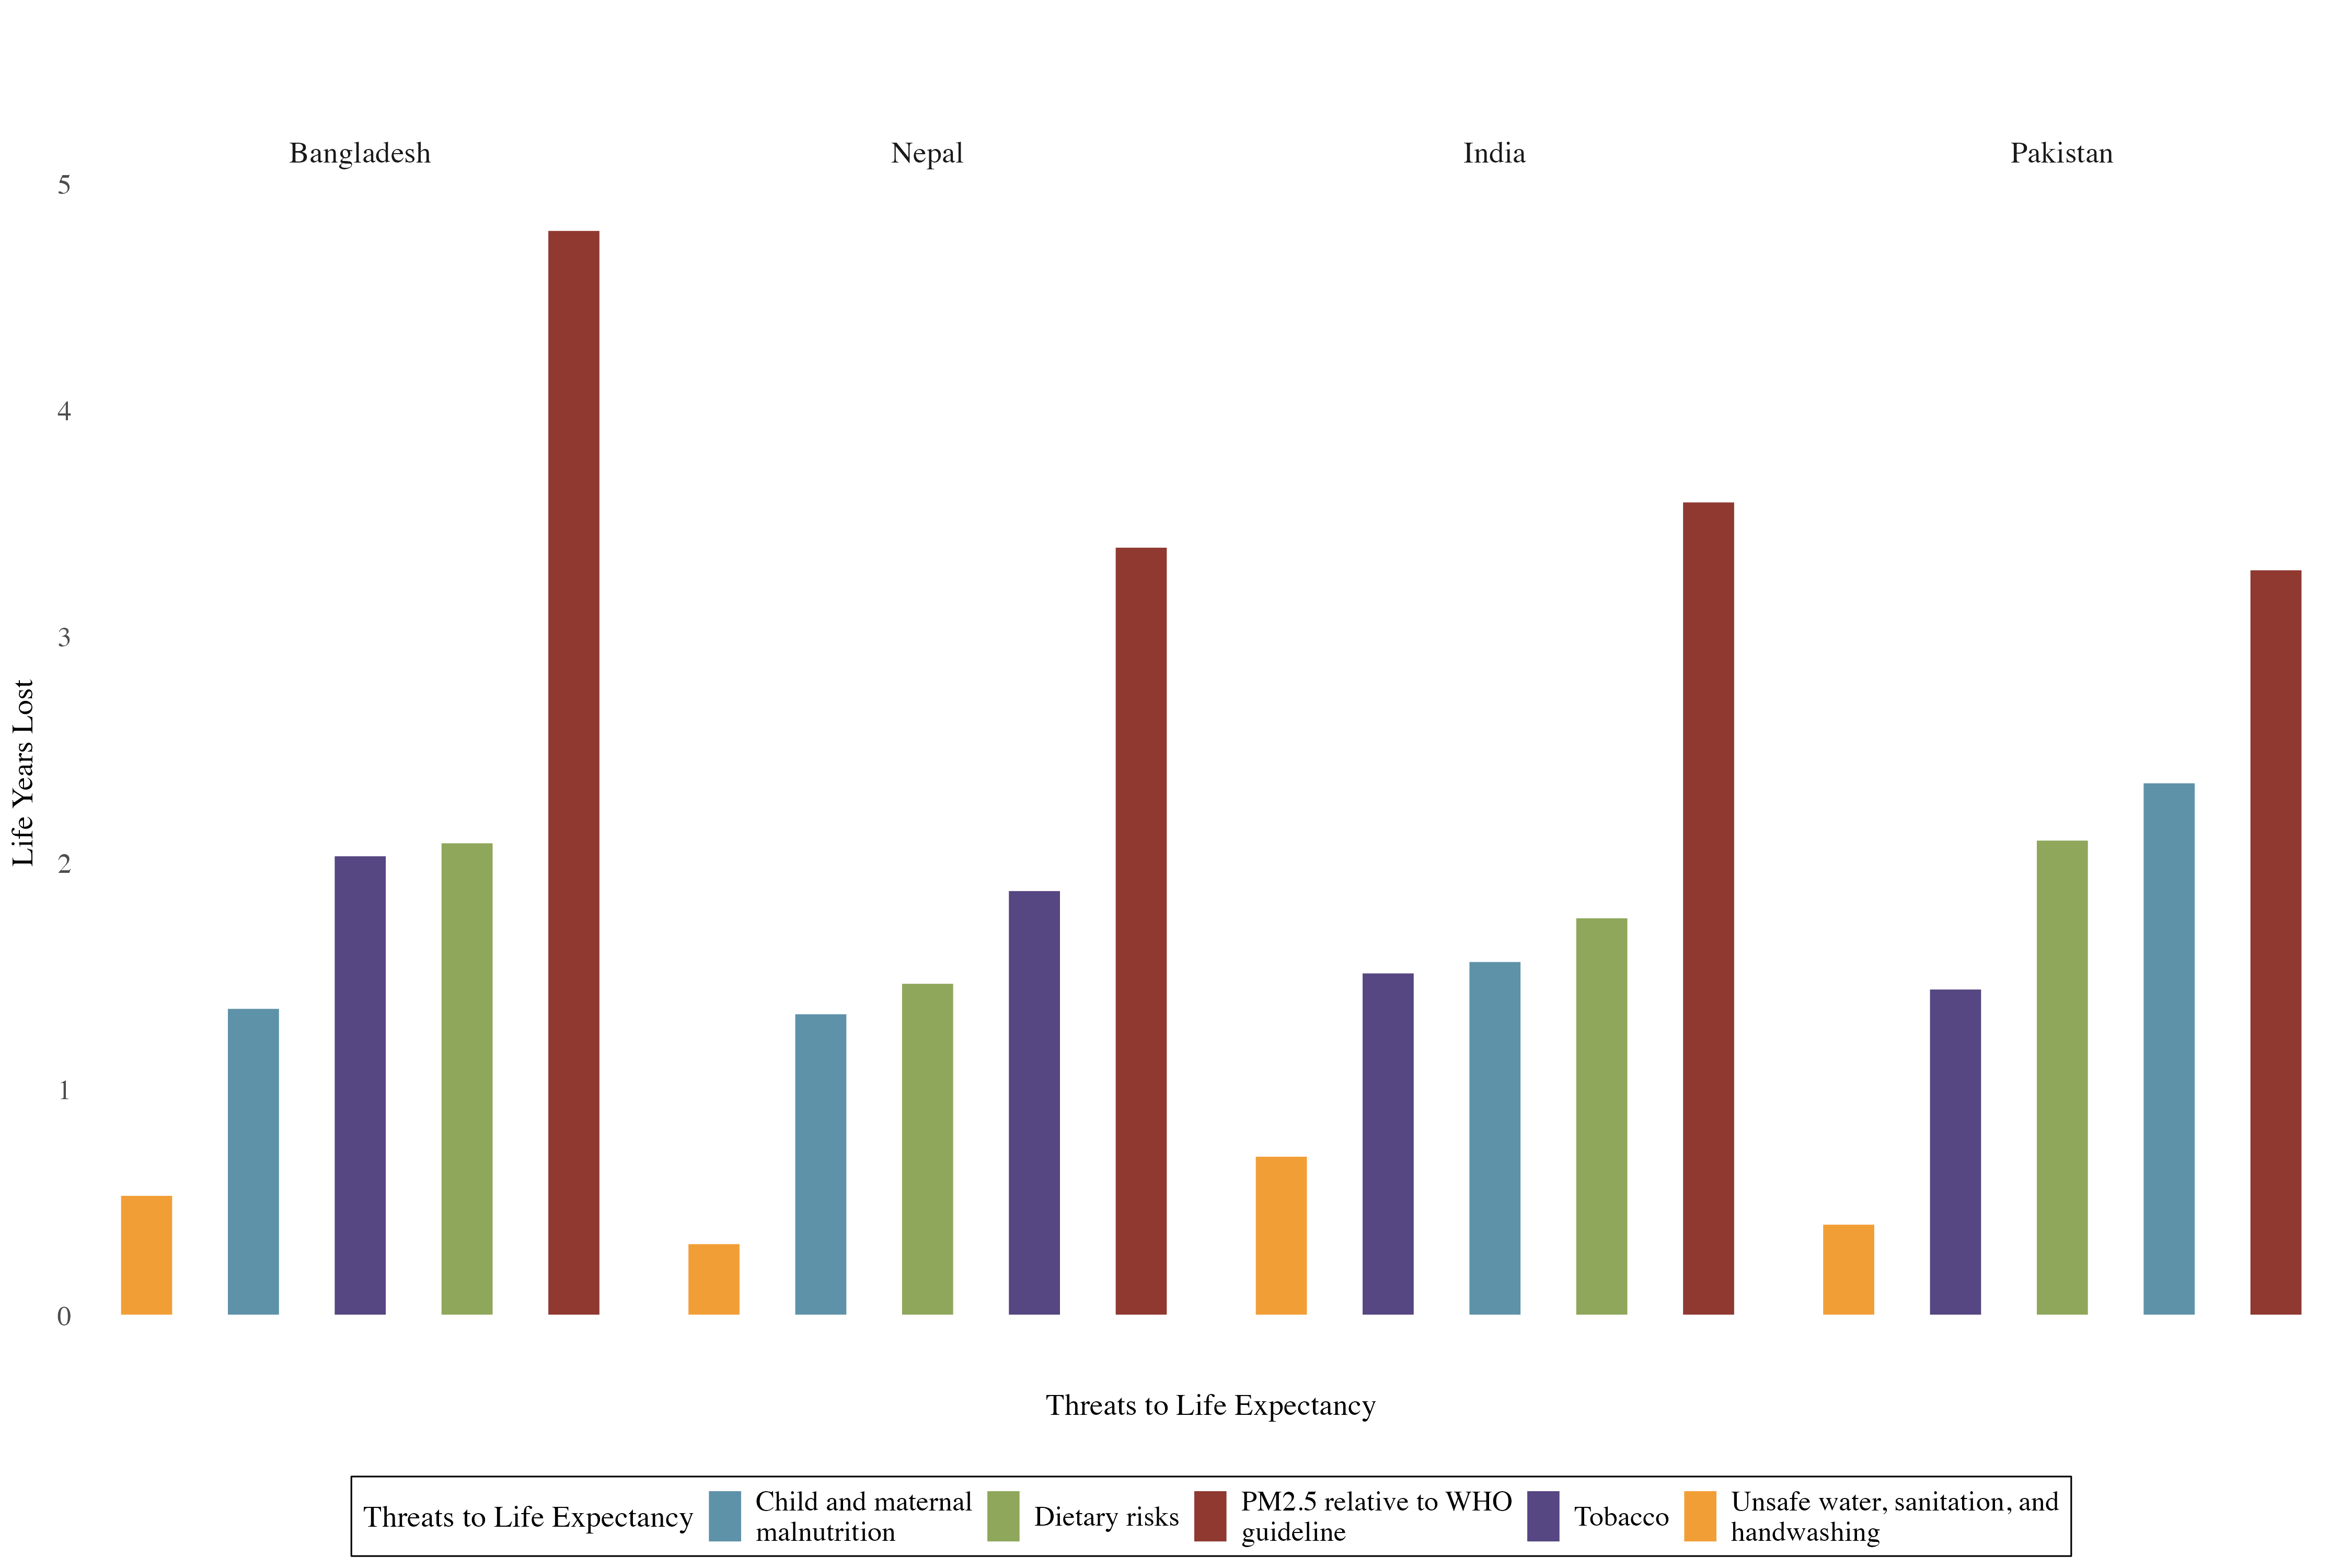 Bangladesh
Nepal
India
Pakistan
5
4
3
2
1
0
Life Years Lost
Threats to Life Expectancy
Threats to Life Expectancy
Child and maternal
malnutrition
Dietary risks
PM2.5 relative to WHO
guideline
Tobacco
Unsafe water, sanitation, and
handwashing